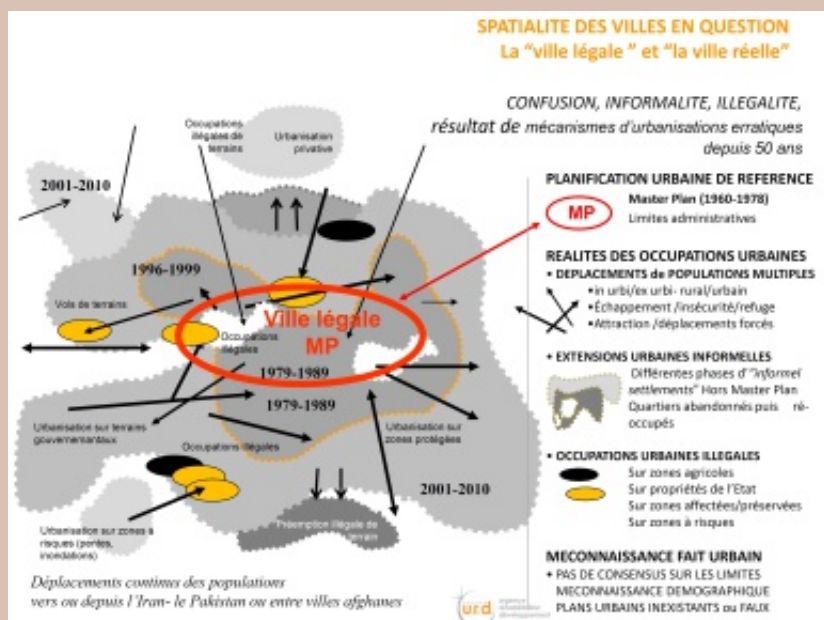 SPATIALITE DES VILLES EN QUESTION
La "ville légale " et "la ville réelle"
CONFUSION, INFORMALITE, ILLEGALITE,
résultat de mécanismes d'urbanisations erratiques
depuis 50 ans
Occupations
illégales de
terrains
Urbanisation
privative
2001-2010
1996-1999
Vols de terrains
Ville légale
MP
Occupations
illégales
1979-1989
1979-1989
Urbanisation sur terrains
gouvernementaux
Occupations illégales
Urbanisation sur
zones protégées
2001-2010
Urbanisation sur zones à
risques (pentes,
inondations)
Préemption illégale de
terrain
Déplacements continus des populations
vers ou depuis l'Iran- le Pakistan ou entre villes afghanes
PLANIFICATION URBAINE DE REFERENCE
MP
Master Plan (1960-1978)
Limites administratives
REALITES DES OCCUPATIONS URBAINES
• DEPLACEMENTS de POPULATIONS MULTIPLES
•in urbi/ex urbi- rural/urbain
•Échappement /insécurité/refuge
•Attraction /déplacements forcés
• EXTENSIONS URBAINES INFORMELLES
Différentes phases d'"informel
settlements" Hors Master Plan
Quartiers abandonnés puis ré-
occupés
• OCCUPATIONS URBAINES ILLEGALES
Sur zones agricoles
Sur propriétés de l'Etat
Sur zones affectées/préservées
Sur zones à risques
MECONNAISSANCE FAIT URBAIN
• PAS DE CONSENSUS SUR LES LIMITES
MECONNAISSANCE DEMOGRAPHIQUE
PLANS URBAINS INEXISTANTS ou FAUX
urd